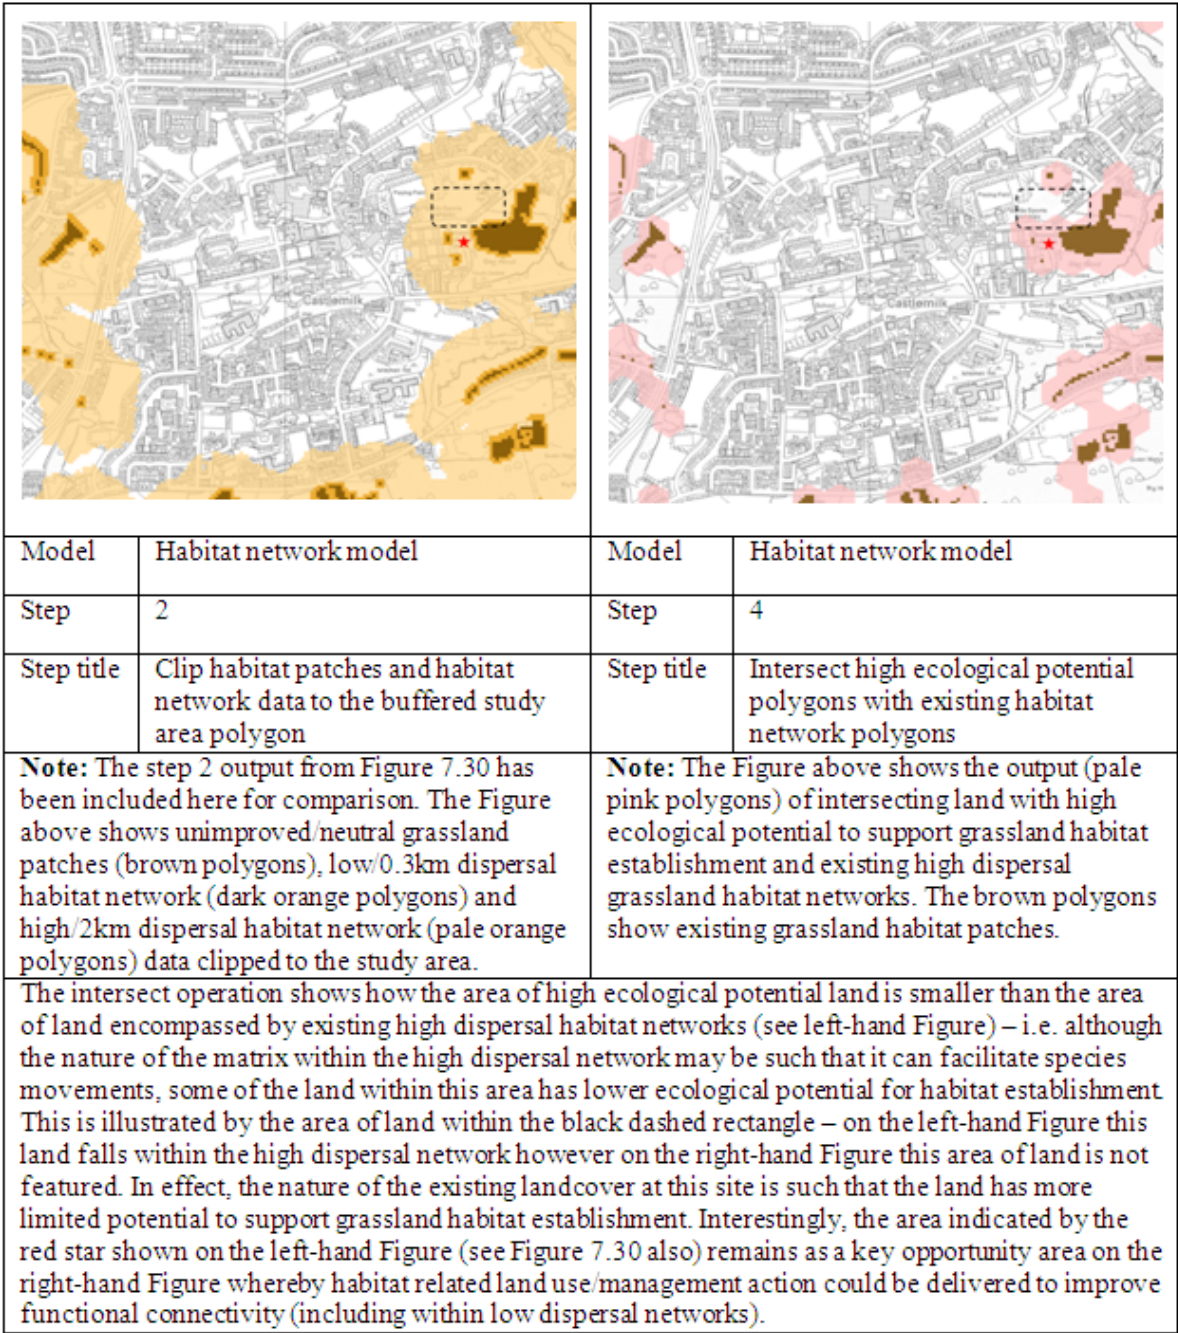 Castlemilk
Castlemilk
Model
Habitat network model
Model
Habitat network model
Step
2
Step
4
Step title
Clip habitat patches and habitat
network data to the buffered study
area polygon
Step title
Intersect high ecological potential
polygons with existing habitat
network polygons
Note: The step 2 output from Figure 7.30 has
been included here for comparison. The Figure
above shows unimproved/neutral grassland
patches (brown polygons), low/0.3km dispersal
habitat network (dark orange polygons) and
high/2km dispersal habitat network (pale orange
polygons) data clipped to the study area.
Note: The Figure above shows the output (pale
pink polygons) of intersecting land with high
ecological potential to support grassland habitat
establishment and existing high dispersal
grassland habitat networks. The brown polygons
show existing grassland habitat patches.
The intersect operation shows how the area of high ecological potential land is smaller than the area
of land encompassed by existing high dispersal habitat networks (see left-hand Figure) – i.e. although
the nature of the matrix within the high dispersal network may be such that it can facilitate species
movements, some of the land within this area has lower ecological potential for habitat establishment.
This is illustrated by the area of land within the black dashed rectangle – on the left-hand Figure this
land falls within the high dispersal network however on the right-hand Figure this area of land is not
featured. In effect, the nature of the existing landcover at this site is such that the land has more
limited potential to support grassland habitat establishment. Interestingly, the area indicated by the
red star shown on the left-hand Figure (see Figure 7.30 also) remains as a key opportunity area on the
right-hand Figure whereby habitat related land use/management action could be delivered to improve
functional connectivity (including within low dispersal networks).